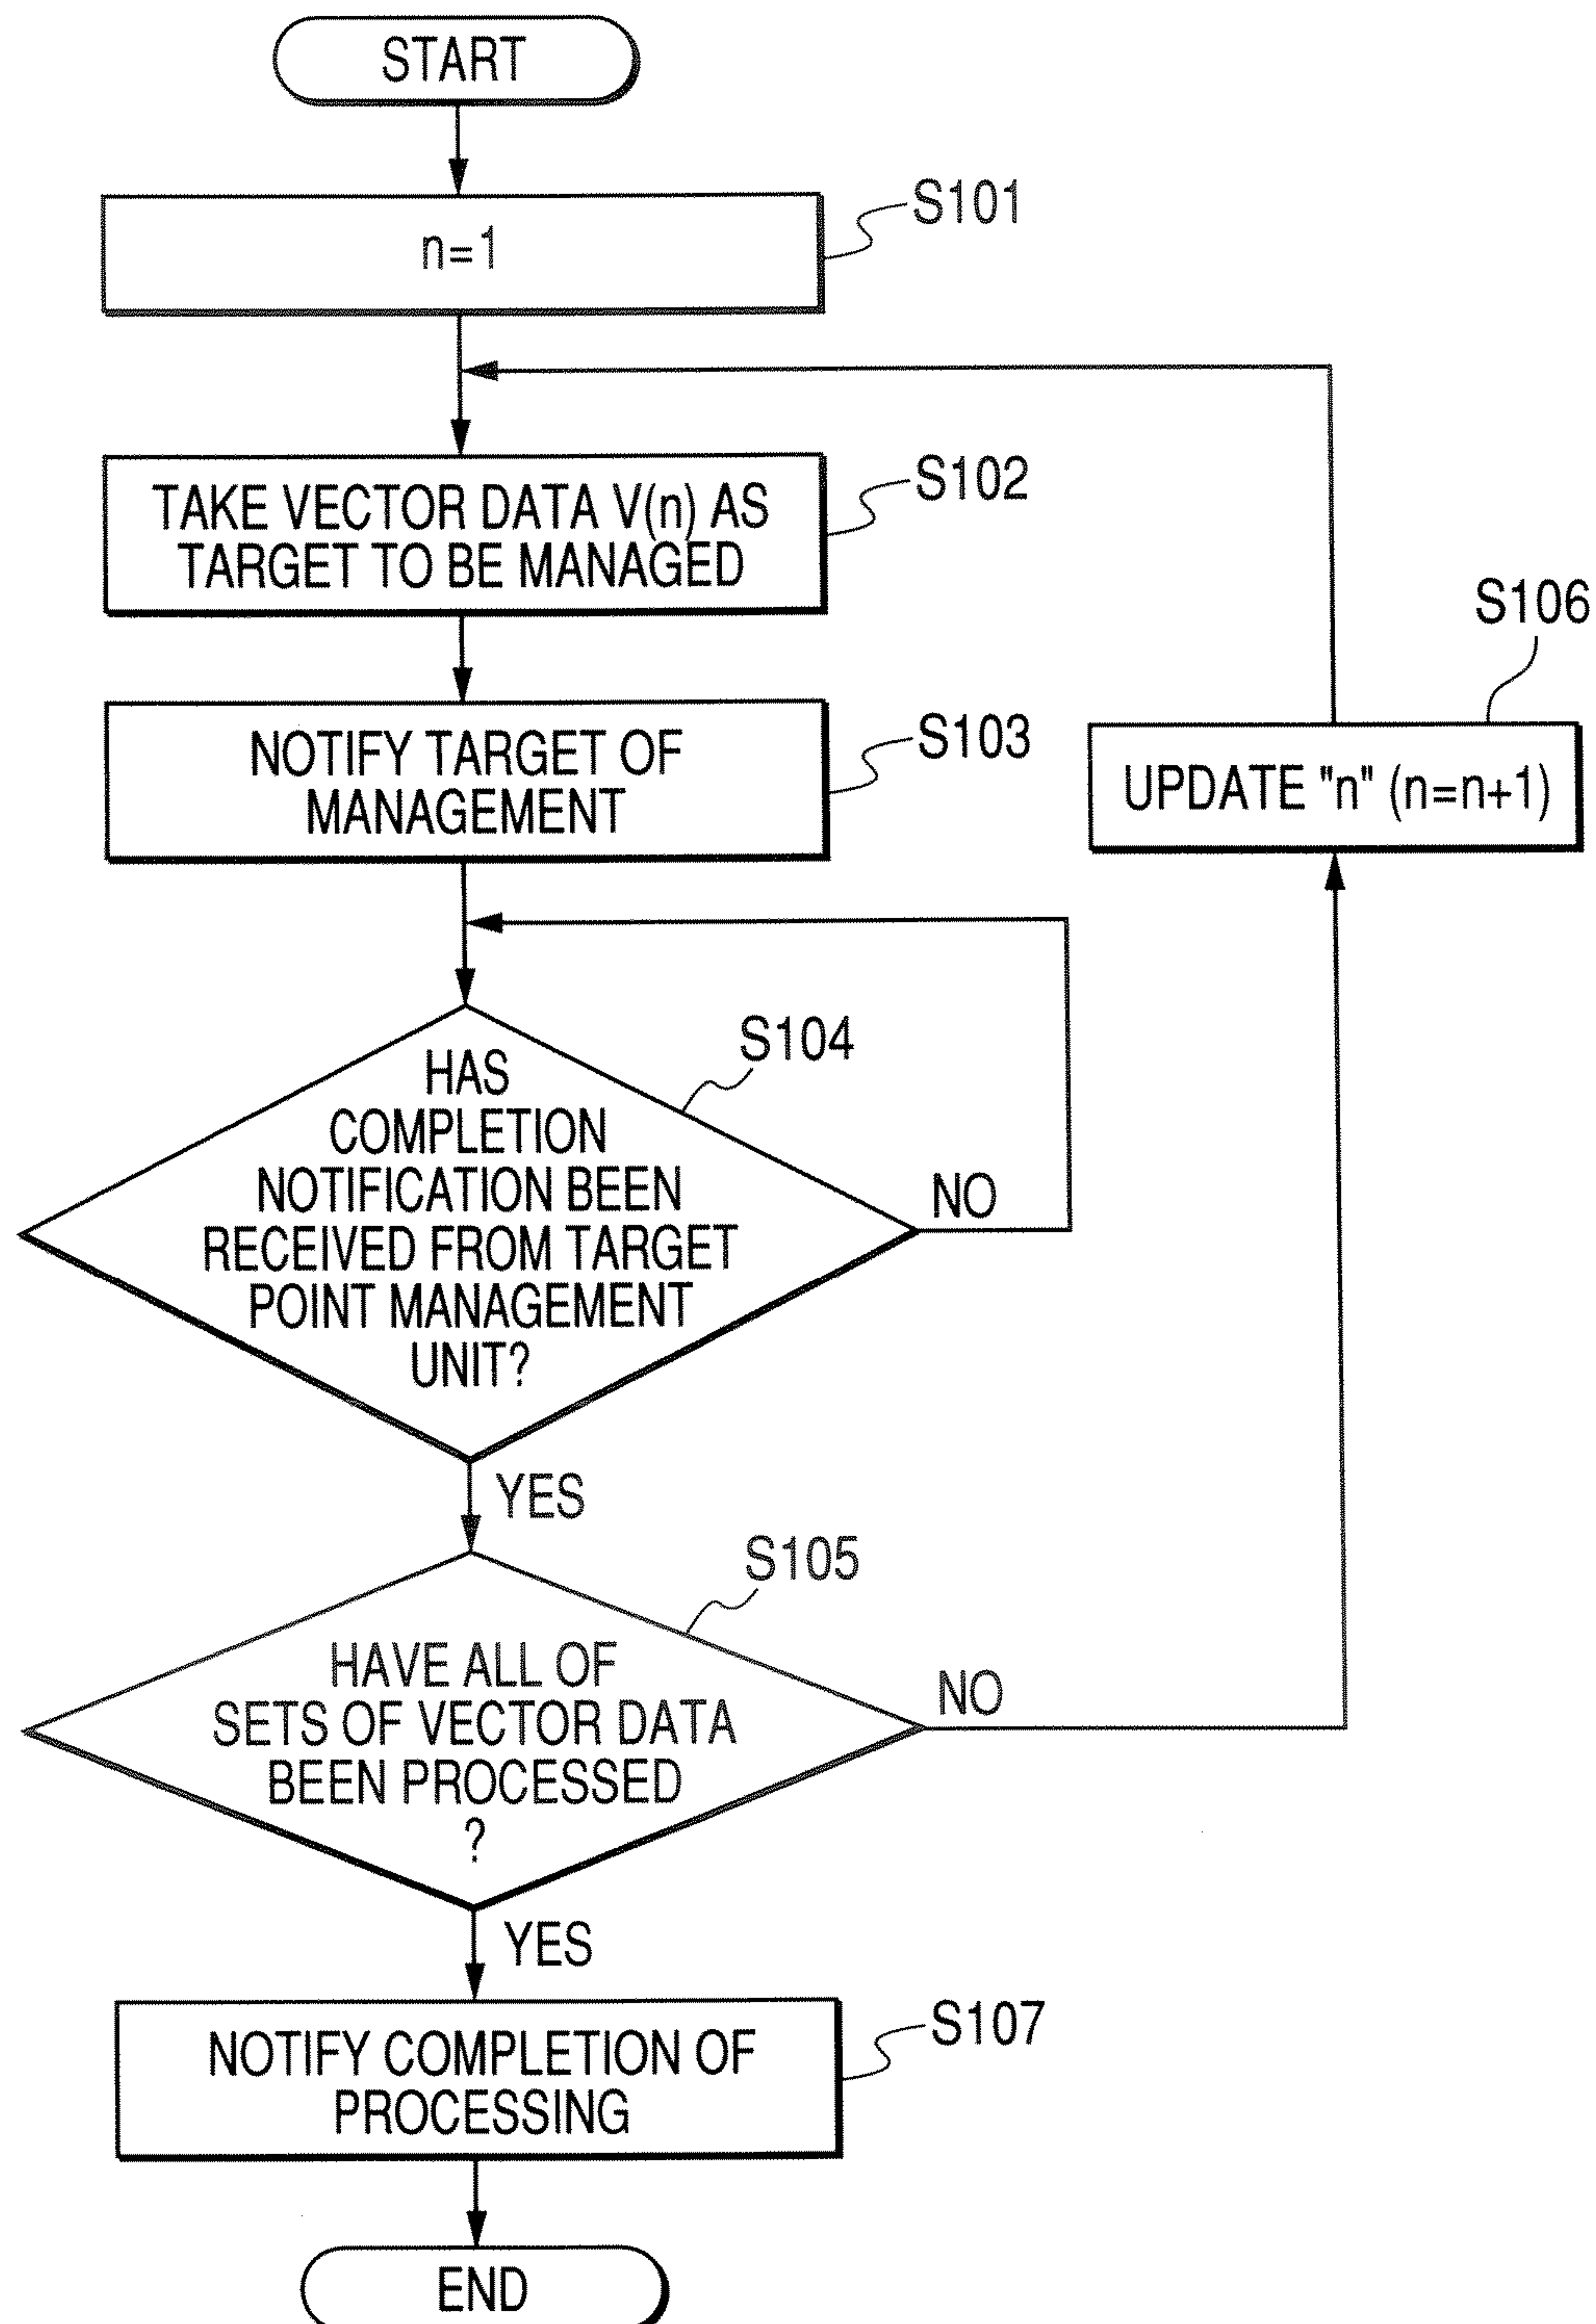 START
n=1
S101
TAKE VECTOR DATA V(n) AS
TARGET TO BE MANAGED
S102
NOTIFY TARGET OF
MANAGEMENT
S103
S106
UPDATE "n" (n=n+1)
HAS
COMPLETION
NOTIFICATION BEEN
RECEIVED FROM TARGET
POINT MANAGEMENT
UNIT?
S104
NO
YES
HAVE ALL OF
SETS OF VECTOR DATA
BEEN PROCESSED
?
S105
NO
YES
NOTIFY COMPLETION OF
PROCESSING
S107
END